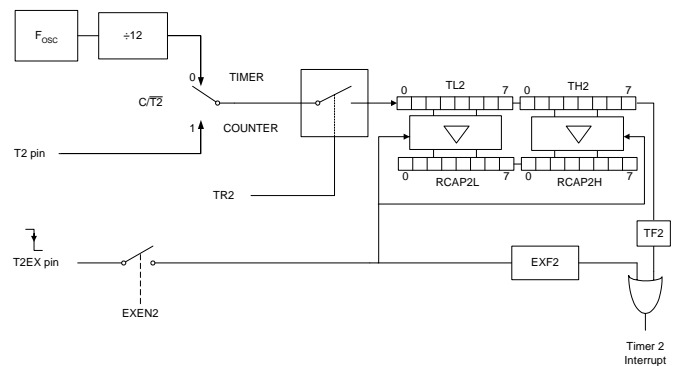 FOSC
÷12
0
TIMER
C/T2
1
COUNTER
T2 pin
TR2
0
TL2
7
0
TH2
7
0
7
0
7
RCAP2L
RCAP2H
TF2
T2EX pin
EXEN2
EXF2
Timer 2
Interrupt